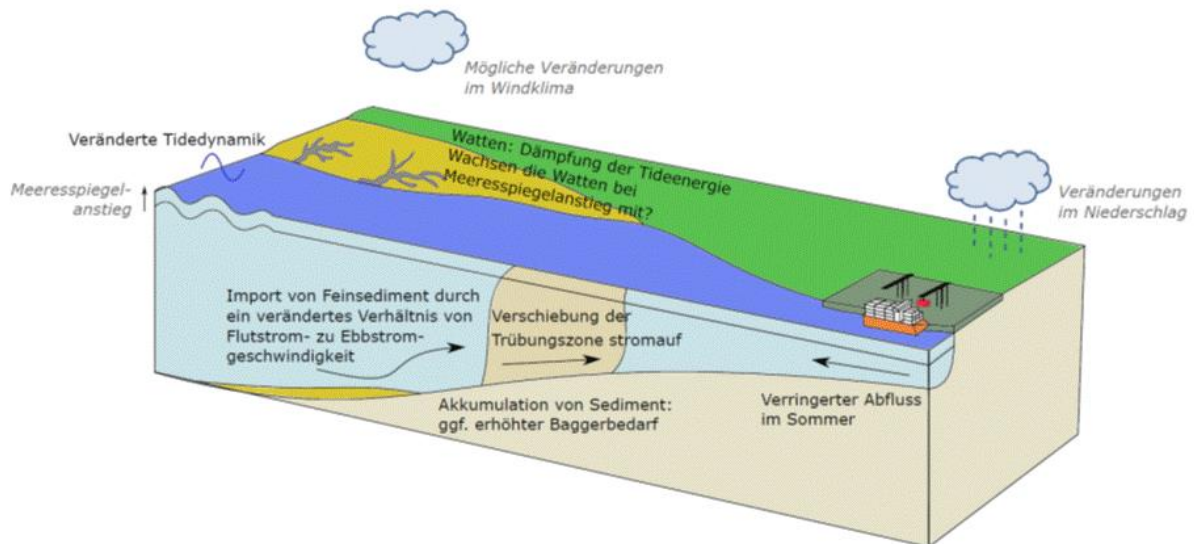 Mögliche Veränderungen
im Windklima
Veränderte Tidedynamik
Meeresspiegel-
anstieg
Watten: Dämpfung der Tideenergie
Wachsen die Watten bei
Meeresspiegelanstieg mit?
Veränderungen
im Niederschlag
Import von Feinsediment durch
ein verändertes Verhältnis von
Flutstrom- zu Ebbstrom-
geschwindigkeit
Verschiebung der
Trübungszone stromauf
Akkumulation von Sediment:
ggf. erhöhter Baggerbedarf
Verringerter Abfluss
im Sommer